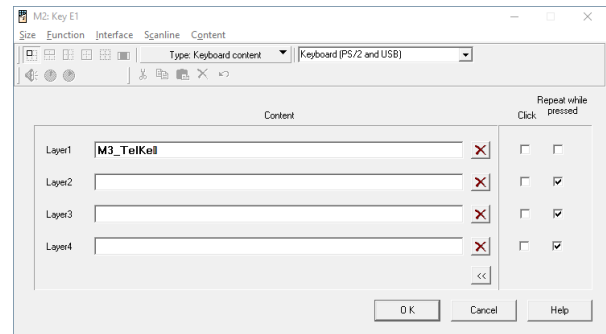 M2: Key E1
Size Function Interface Scanline Content
Type: Keyboard content Keyboard (PS/2 and USB)
Content Click Repeat while pressed
Layer1 M3_TelKe
Layer2
Layer3
Layer4
<<
OK Cancel Help